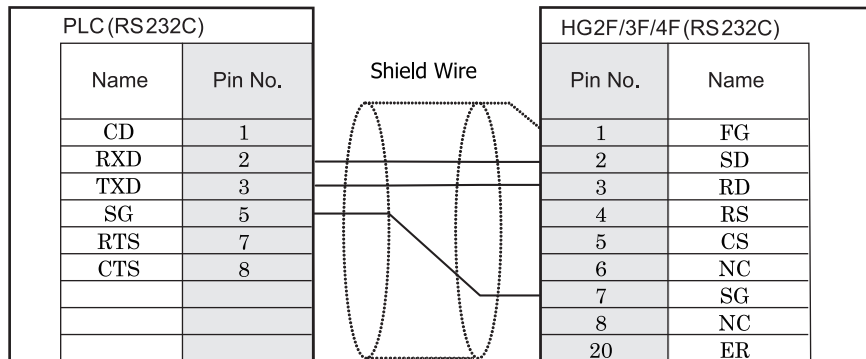 PLC (RS232C)
Name Pin No.
CD 1
RXD 2
TXD 3
SG 5
RTS 7
CTS 8
Shield Wire
HG2F/3F/4F (RS232C)
Pin No. Name
1 FG
2 SD
3 RD
4 RS
5 CS
6 NC
7 SG
8 NC
20 ER